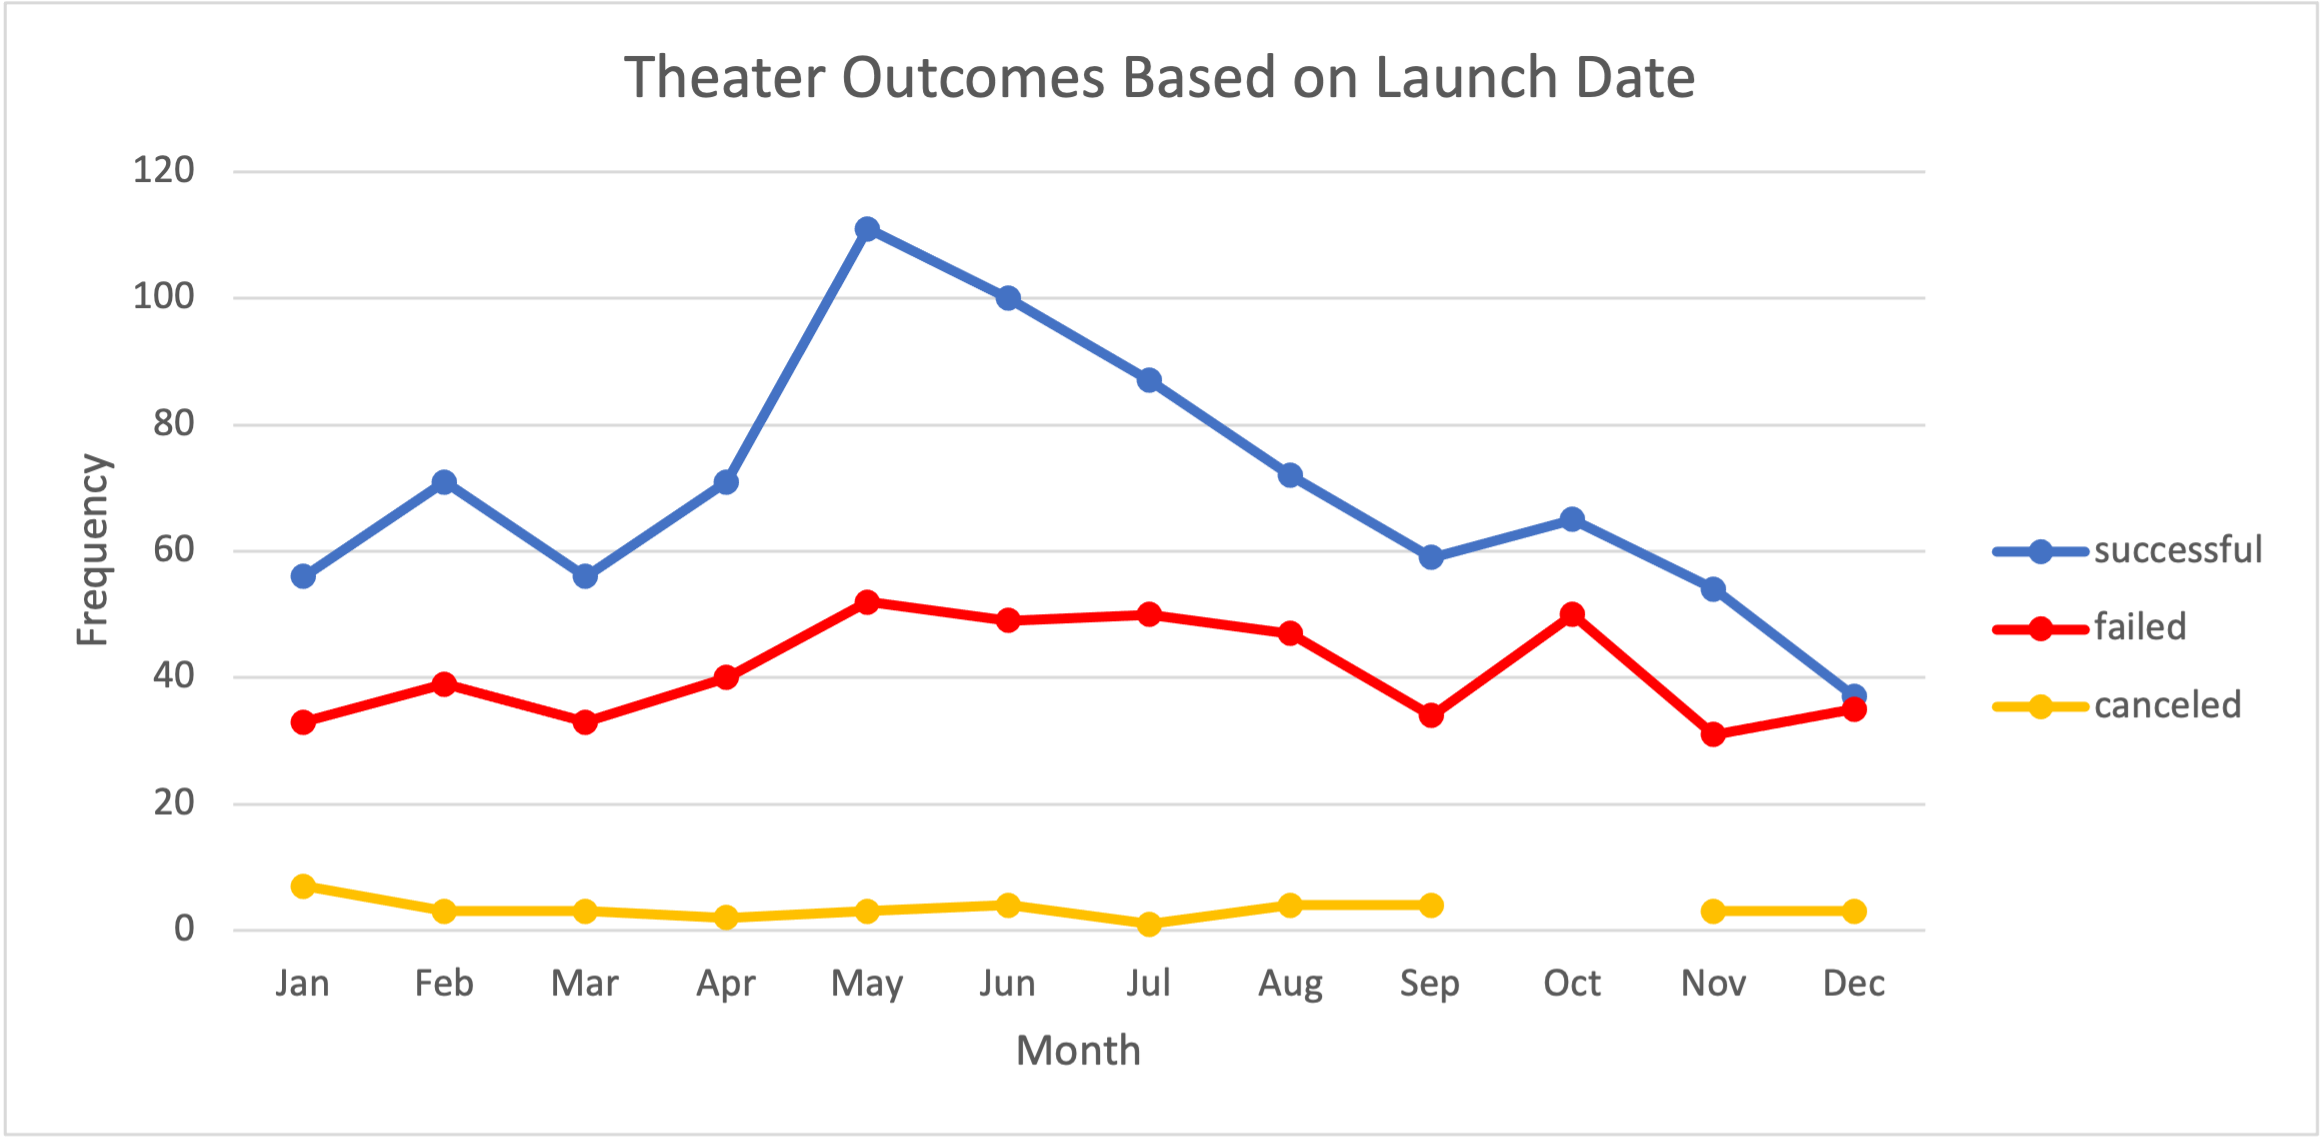 Theater Outcomes Based on Launch Date
120
100
80
60
40
20
0
Frequency
Jan Feb Mar Apr May Jun Jul Aug Sep Oct Nov Dec
Month
successful
failed
canceled